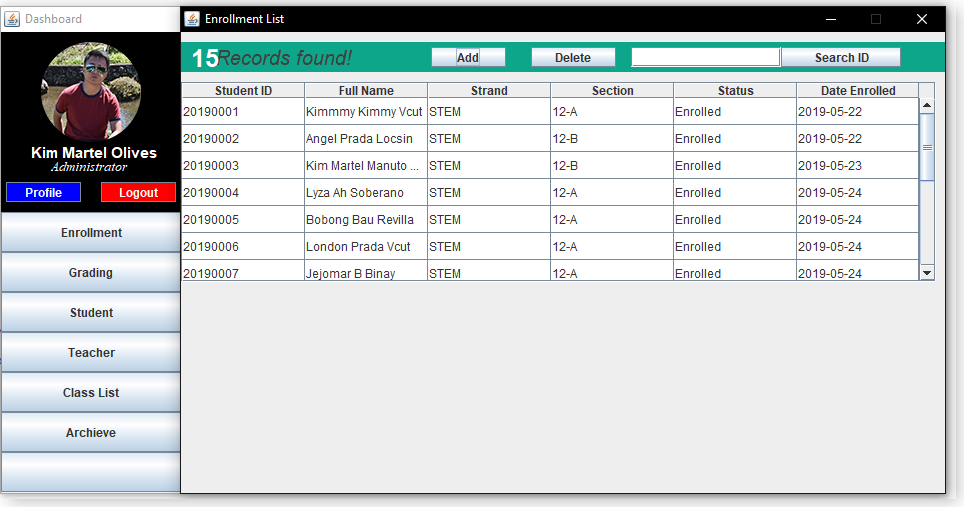 Dashboard
Kim Martel Olives
Administrator
Profile Logout
Enrollment
Grading
Student
Teacher
Class List
Archieve
Enrollment List
15 Records found!
Add Delete Search ID
Student ID Full Name Strand Section Status Date Enrolled
20190001 Kimmmy Kimmy Vcut STEM 12-A Enrolled 2019-05-22
20190002 Angel Prada Locsin STEM 12-B Enrolled 2019-05-22
20190003 Kim Martel Manuto ... STEM 12-B Enrolled 2019-05-23
20190004 Lyza Ah Soberano STEM 12-A Enrolled 2019-05-24
20190005 Bobong Bau Revilla STEM 12-A Enrolled 2019-05-24
20190006 London Prada Vcut STEM 12-A Enrolled 2019-05-24
20190007 Jejomar B Binay STEM 12-A Enrolled 2019-05-24